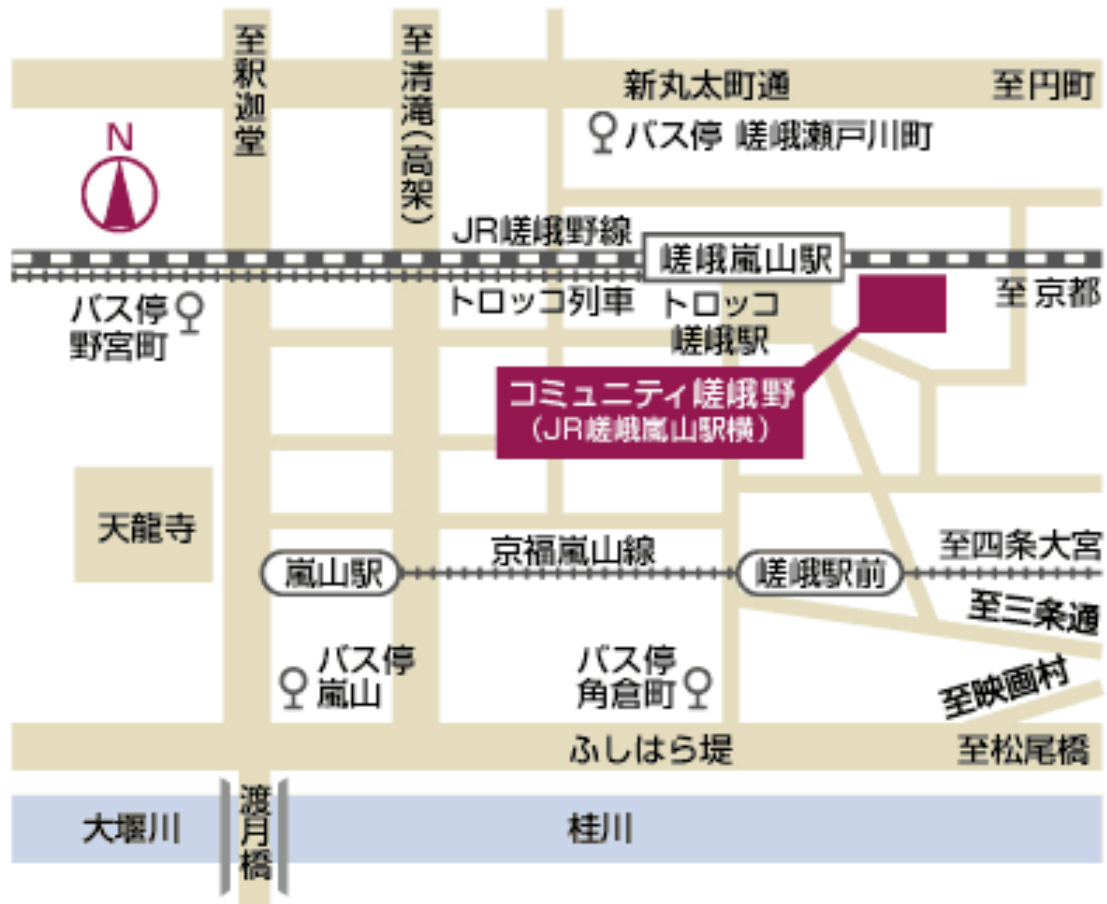 至釈迦堂
至清滝(高架)
新丸太町通
至円町
バス停 嵯峨瀬戸川町
N
JR嵯峨野線
嵯峨嵐山駅
至京都
トロッコ列車
トロッコ
嵯峨駅
バス停
野宮町
コミュニティ嵯峨野
(JR嵯峨嵐山駅横)
天龍寺
嵐山駅
京福嵐山線
嵯峨駅前
至四条大宮
至三条通
バス停
嵐山
バス停
角倉町
至映画村
ふしはら堤
至松尾橋
大堰川
渡月橋
桂川